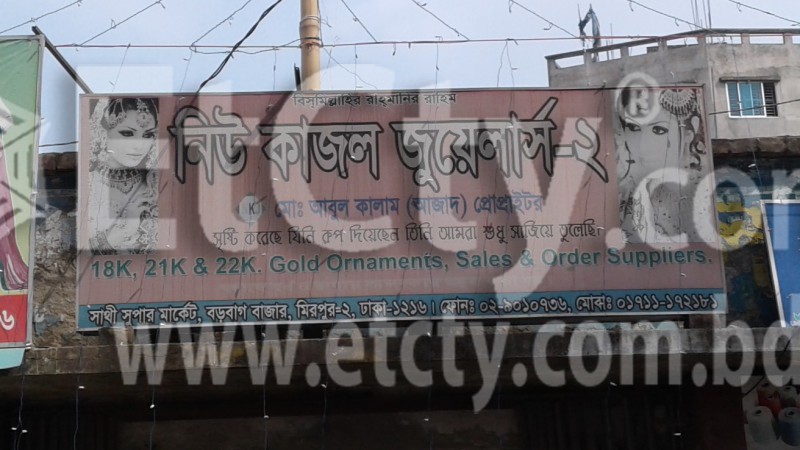 বিসমিল্লাহির রাহমানির রাহিম
নিউ কাজল জুয়েলার্স-২
K মোঃ আবুল কালাম (আজাদ) প্রোপ্রাইটর
সৃষ্টি করেছে যিনি রূপ দিয়েছেন তিনি আমরা শুধু সাজিয়ে তুলেছি
18K, 21K & 22K. Gold Ornaments, Sales & Order Suppliers.
সাথী সুপার মার্কেট, বড়বাগ বাজার, মিরপুর-২, ঢাকা-১২১৬। ফোনঃ ০২-৯০১০৭৩৬, মোবাঃ ০১৭১১-১৭২১৮১
EtCty.®
www.etcty.com.bd